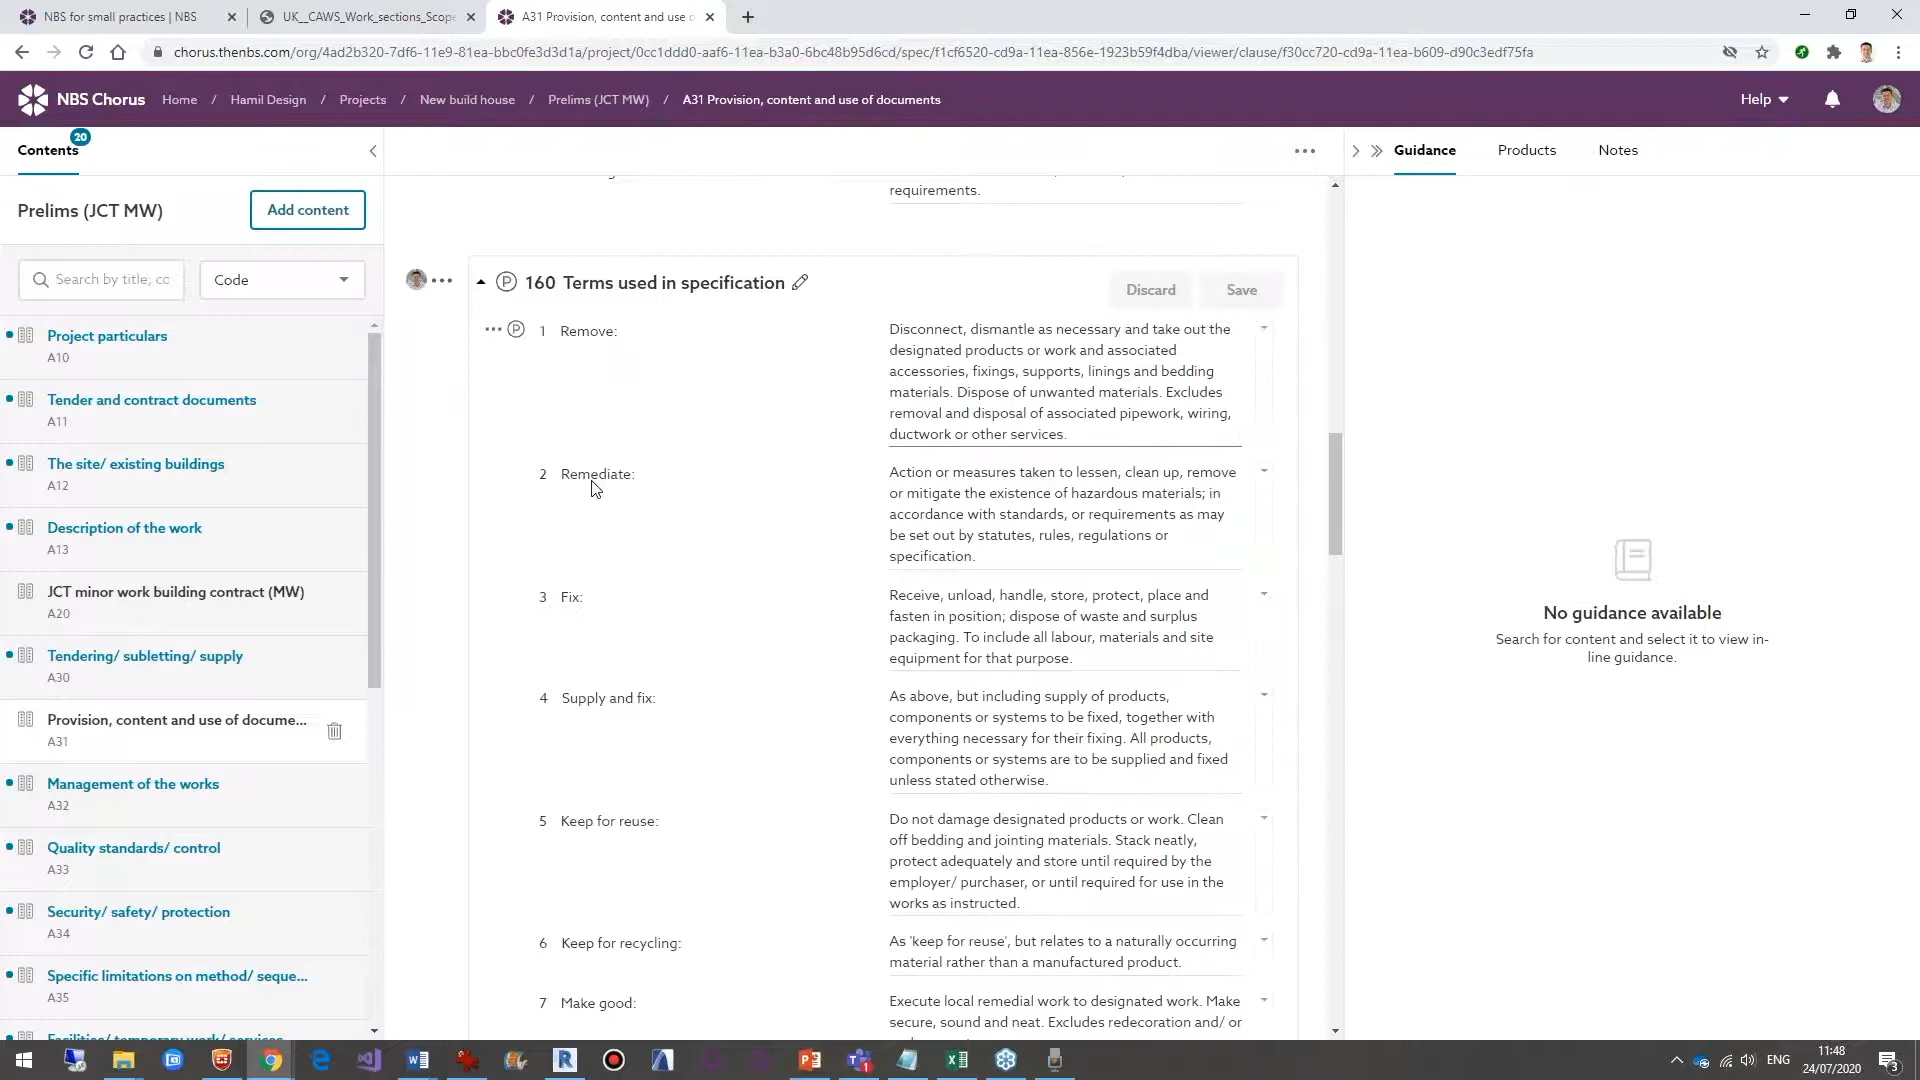 NBS for small practices | NBS
UK__CAWS_Work_sections_Scope
A31 Provision, content and use o
chorus.thenbs.com/org/4ad2b320-7df6-11e9-81ea-bbc0fe3d3d1a/project/0cc1ddd0-aaf6-11ea-b3a0-6bc48b95d6cd/spec/f1cf6520-cd9a-11ea-856e-1923b59f4dba/viewer/clause/f30cc720-cd9a-11ea-b609-d90c3edf75fa
NBS Chorus Home / Hamil Design / Projects / New build house / Prelims (JCT MW) / A31 Provision, content and use of documents
Help
Contents
20
Prelims (JCT MW)
Add content
Search by title; cc
Code
Project particulars
A10
Tender and contract documents
A11
The site/ existing buildings
A12
Description of the work
A13
JCT minor work building contract (MW)
A20
Tendering/ subletting/ supply
A30
Provision, content and use of docume...
A31
Management of the works
A32
Quality standards/ control
A33
Security/ safety/ protection
A34
Specific limitations on method/ seque...
A35
Facilities/ temporary work/ services
requirements.
P 160 Terms used in specification
Discard
Save
P 1 Remove:
Disconnect, dismantle as necessary and take out the
designated products or work and associated
accessories, fixings, supports, linings and bedding
materials. Dispose of unwanted materials. Excludes
removal and disposal of associated pipework, wiring,
ductwork or other services.
2 Remediate:
Action or measures taken to lessen, clean up, remove
or mitigate the existence of hazardous materials; in
accordance with standards, or requirements as may
be set out by statutes, rules, regulations or
specification.
3 Fix:
Receive, unload, handle, store, protect, place and
fasten in position; dispose of waste and surplus
packaging. To include all labour, materials and site
equipment for that purpose.
4 Supply and fix:
As above, but including supply of products,
components or systems to be fixed, together with
everything necessary for their fixing. All products,
components or systems are to be supplied and fixed
unless stated otherwise.
5 Keep for reuse:
Do not damage designated products or work. Clean
off bedding and jointing materials. Stack neatly,
protect adequately and store until required by the
employer/ purchaser, or until required for use in the
works as instructed.
6 Keep for recycling:
As 'keep for reuse', but relates to a naturally occurring
material rather than a manufactured product.
7 Make good:
Execute local remedial work to designated work. Make
secure, sound and neat. Excludes redecoration and/ or
Guidance
Products
Notes
No guidance available
Search for content and select it to view in-
line guidance.
ENG
11:48
24/07/2020
3